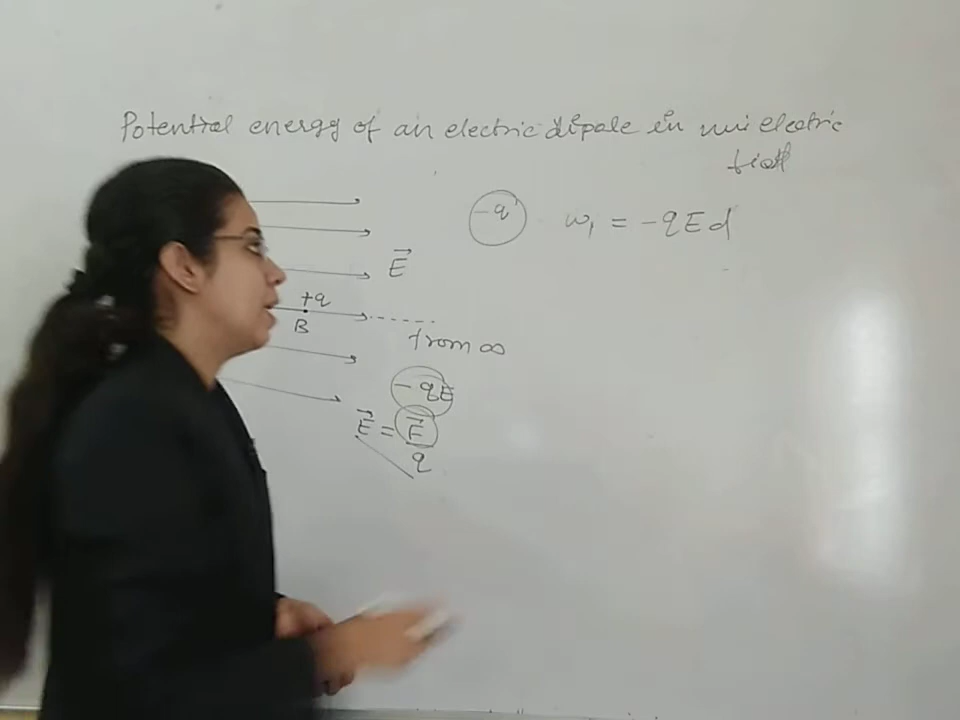 Potential energy of an electric dipole in uni electric
field
-q
w₁ = -qEd
E⃗
+q
B
from ∞
- qE
E⃗ = F⃗ / q